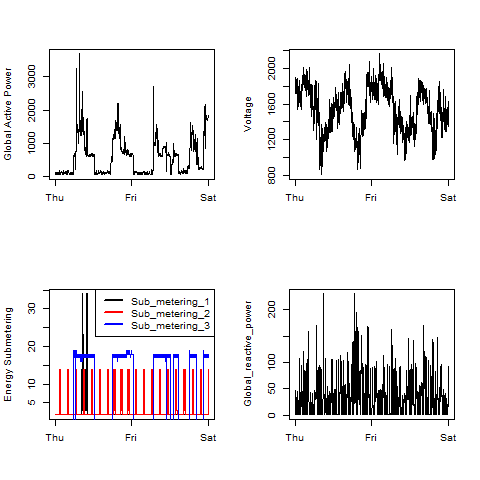 Global Active Power
3000
2000
1000
0
Thu Fri Sat
Voltage
2000
1600
1200
800
Thu Fri Sat
Energy Submetering
35
20
10
5
Sub_metering_1
Sub_metering_2
Sub_metering_3
Thu Fri Sat
Global_reactive_power
200
100
50
0
Thu Fri Sat